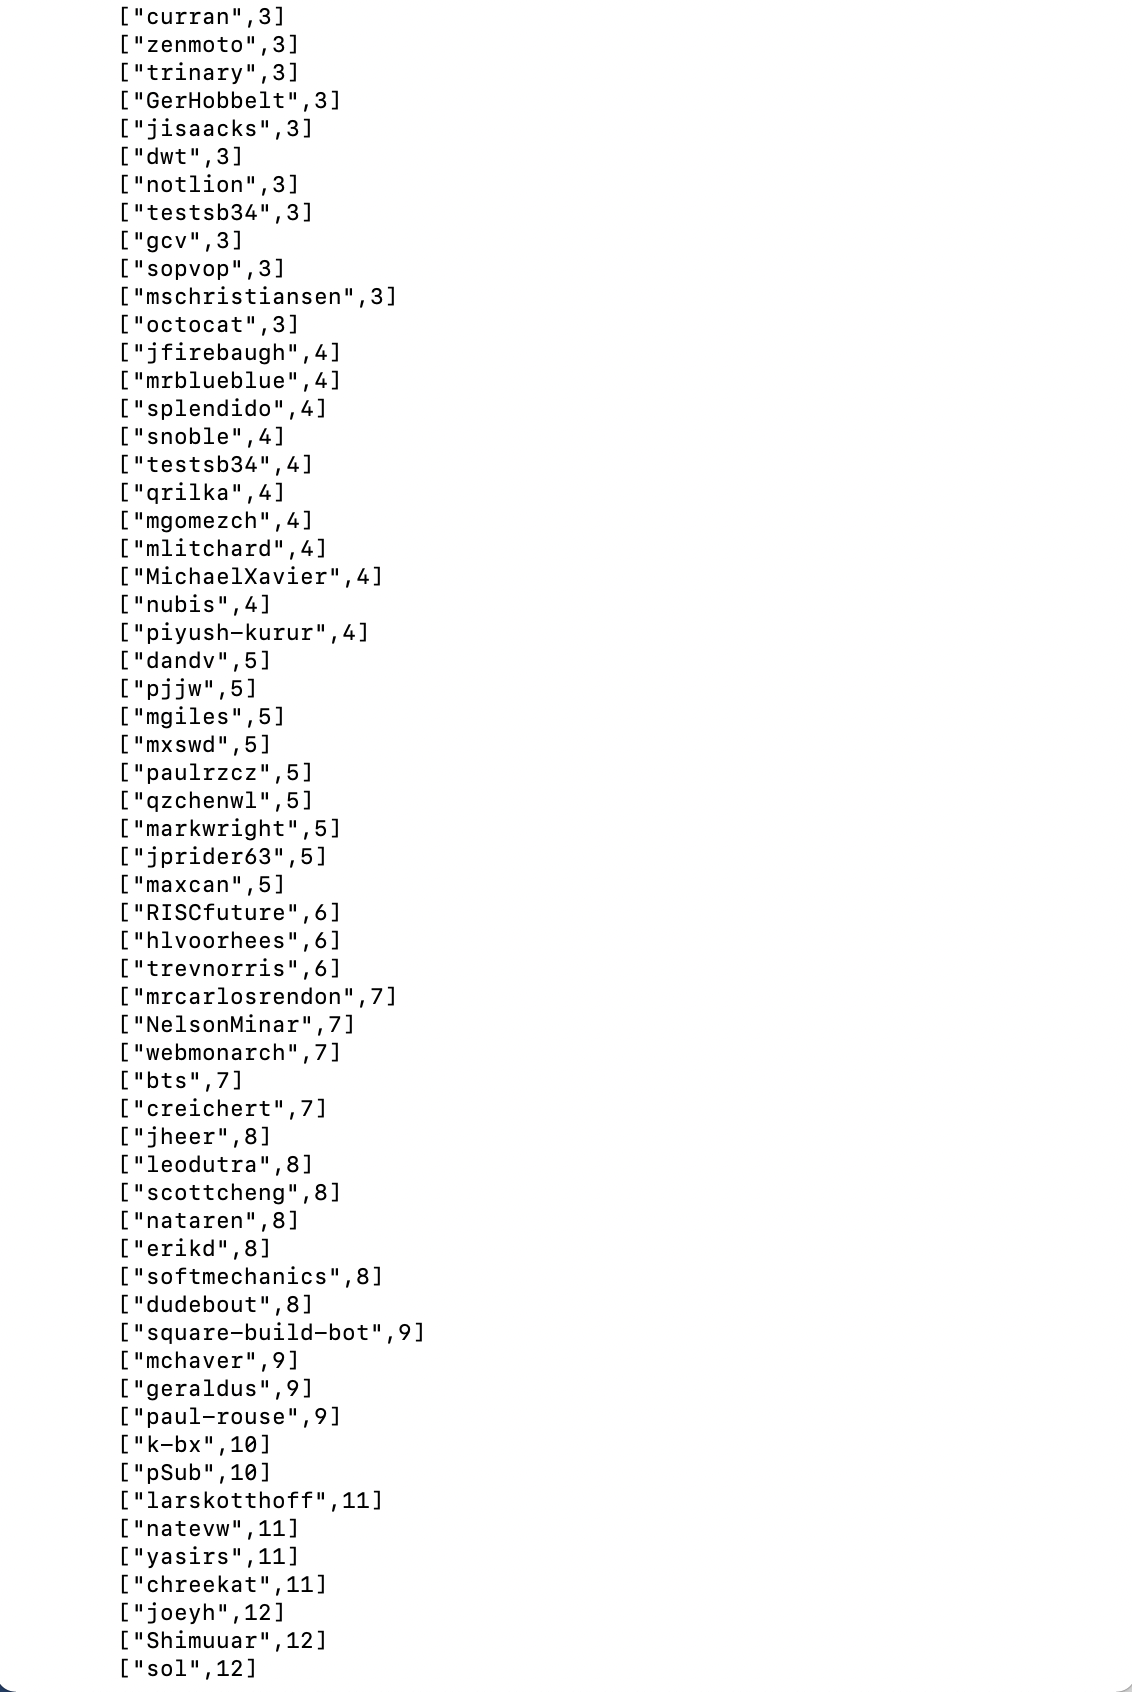 ["curran",3]
["zenmoto",3]
["trinary",3]
["GerHobbelt",3]
["jisaacks",3]
["dwt",3]
["notlion",3]
["testsb34",3]
["gcv",3]
["sopvop",3]
["mschristiansen",3]
["octocat",3]
["jfirebaugh",4]
["mrblueblue",4]
["splendido",4]
["snoble",4]
["testsb34",4]
["qrilka",4]
["mgomezch",4]
["mlitchard",4]
["MichaelXavier",4]
["nubis",4]
["piyush-kurur",4]
["dandv",5]
["pjjw",5]
["mgiles",5]
["mxswd",5]
["paulrzcz",5]
["qzchenwl",5]
["markwright",5]
["jprider63",5]
["maxcan",5]
["RISCfuture",6]
["hlvoorhees",6]
["trevnorris",6]
["mrcarlosrendon",7]
["NelsonMinar",7]
["webmonarch",7]
["bts",7]
["creichert",7]
["jheer",8]
["leodutra",8]
["scottcheng",8]
["nataren",8]
["erikd",8]
["softmechanics",8]
["dudebout",8]
["square-build-bot",9]
["mchaver",9]
["geraldus",9]
["paul-rouse",9]
["k-bx",10]
["pSub",10]
["larskotthoff",11]
["natevw",11]
["yasirs",11]
["chreekat",11]
["joeyh",12]
["Shimuuar",12]
["sol",12]